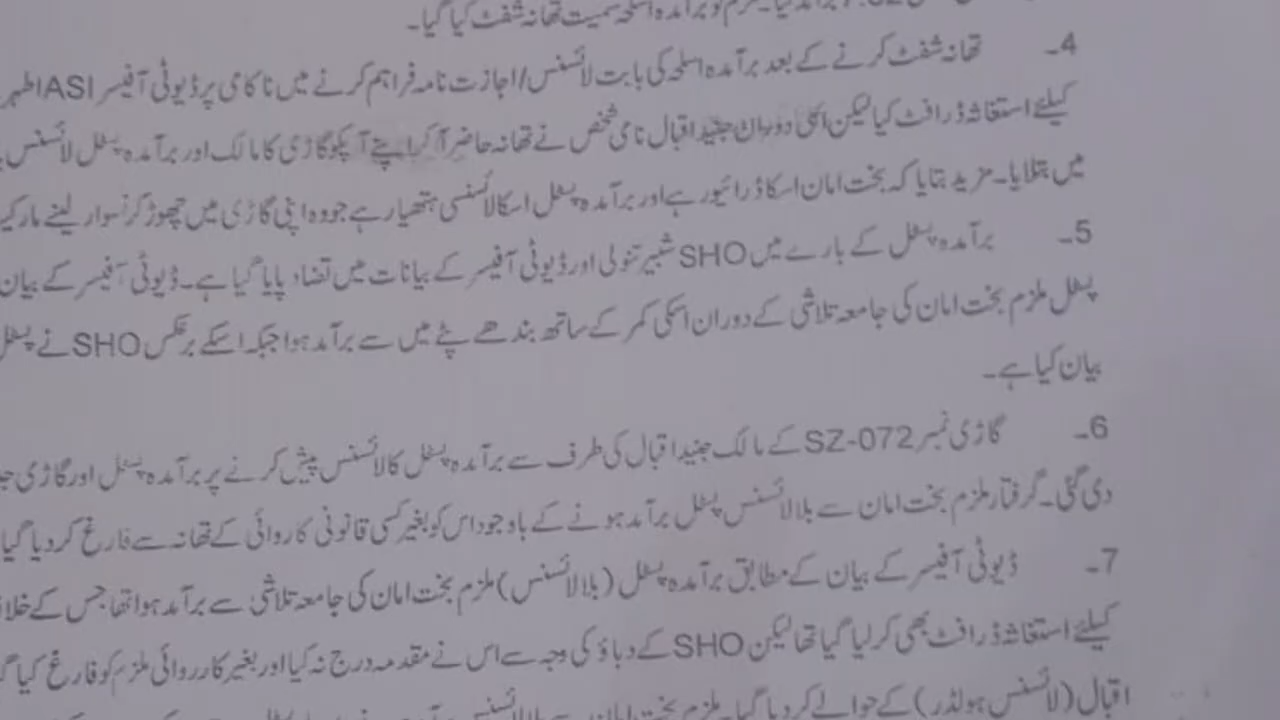 برآمدہ اسلحہ سمیت تھانہ شفٹ کیا گیا۔
4۔ تھانہ شفٹ کرنے کے بعد برآمدہ اسلحہ کی بابت لائسنس/اجازت نامہ فراہم کرنے میں ناکامی پر ڈیوٹی آفیسر ASI اطہر
کیلئے استغاثہ ڈرافٹ کیا لیکن اسی دوران جنید اقبال نامی شخص نے تھانہ حاضر آ کر اپنے آپکو گاڑی کا مالک اور برآمدہ پسٹل لائسنس
میں بتلایا۔ مزید بتایا کہ بخت امان اسکا ڈرائیور ہے اور برآمدہ پسٹل اسکا لائسنسی ہتھیار ہے جو وہ اپنی گاڑی میں چھوڑ کر نسوار لینے
5۔ برآمدہ پسٹل کے بارے میں SHO شبیر تنولی اور ڈیوٹی آفیسر کے بیانات میں تضاد پایا گیا ہے۔ ڈیوٹی آفیسر کے بیان
پسٹل ملزم بخت امان کی جامعہ تلاشی کے دوران اسکی کمر کے ساتھ بندھے پٹے میں سے برآمد ہوا جبکہ اسکے برعکس SHO نے پسٹل
بیان کیا ہے۔
6۔ گاڑی نمبر SZ-072 کے مالک جنید اقبال کی طرف سے برآمدہ پسٹل کا لائسنس پیش کرنے پر برآمدہ پسٹل اور گاڑی
دی گئی۔ گرفتار ملزم بخت امان سے بلا لائسنس پسٹل برآمد ہونے کے باوجود اس کو بغیر کسی قانونی کاروائی کے تھانہ سے فارغ کر دیا گیا
7۔ ڈیوٹی آفیسر کے بیان کے مطابق برآمدہ پسٹل (بلا لائسنس) ملزم بخت امان کی جامعہ تلاشی سے برآمد ہوا تھا جس کے
کیلئے استغاثہ ڈرافٹ بھی کر لیا گیا تھا لیکن SHO کے دباؤ کی وجہ سے اس نے مقدمہ درج نہ کیا اور بغیر کارروائی ملزم کو فارغ کیا
اقبال (لائسنس ہولڈر) کے حوالے کر دیا گیا۔ ملزم بخت امان سے بلا لائسنس